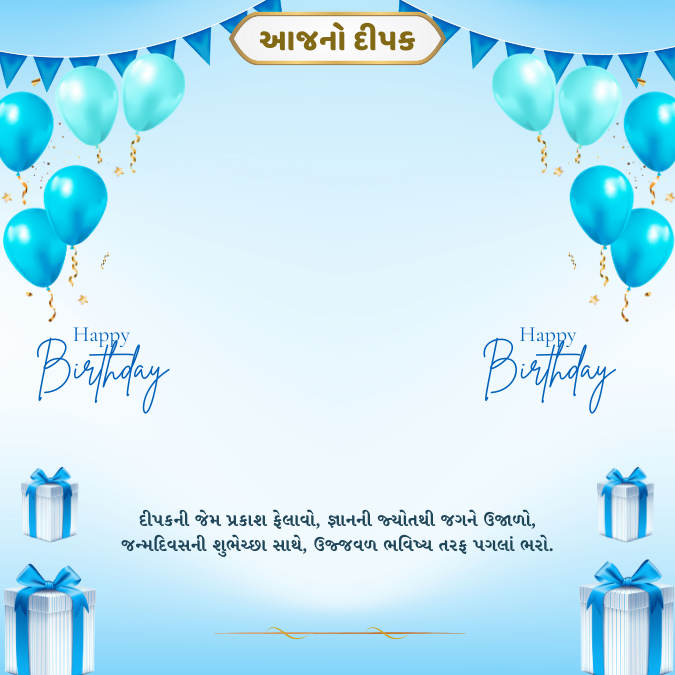 આજનો દીપક
Happy
Birthday
Happy
Birthday
દીપકની જેમ પ્રકાશ ફેલાવો, જ્ઞાનની જ્યોતથી જગને ઉજાળો,
જન્મદિવસની શુભેચ્છા સાથે, ઉજ્જવળ ભવિષ્ય તરફ પગલાં ભરો.